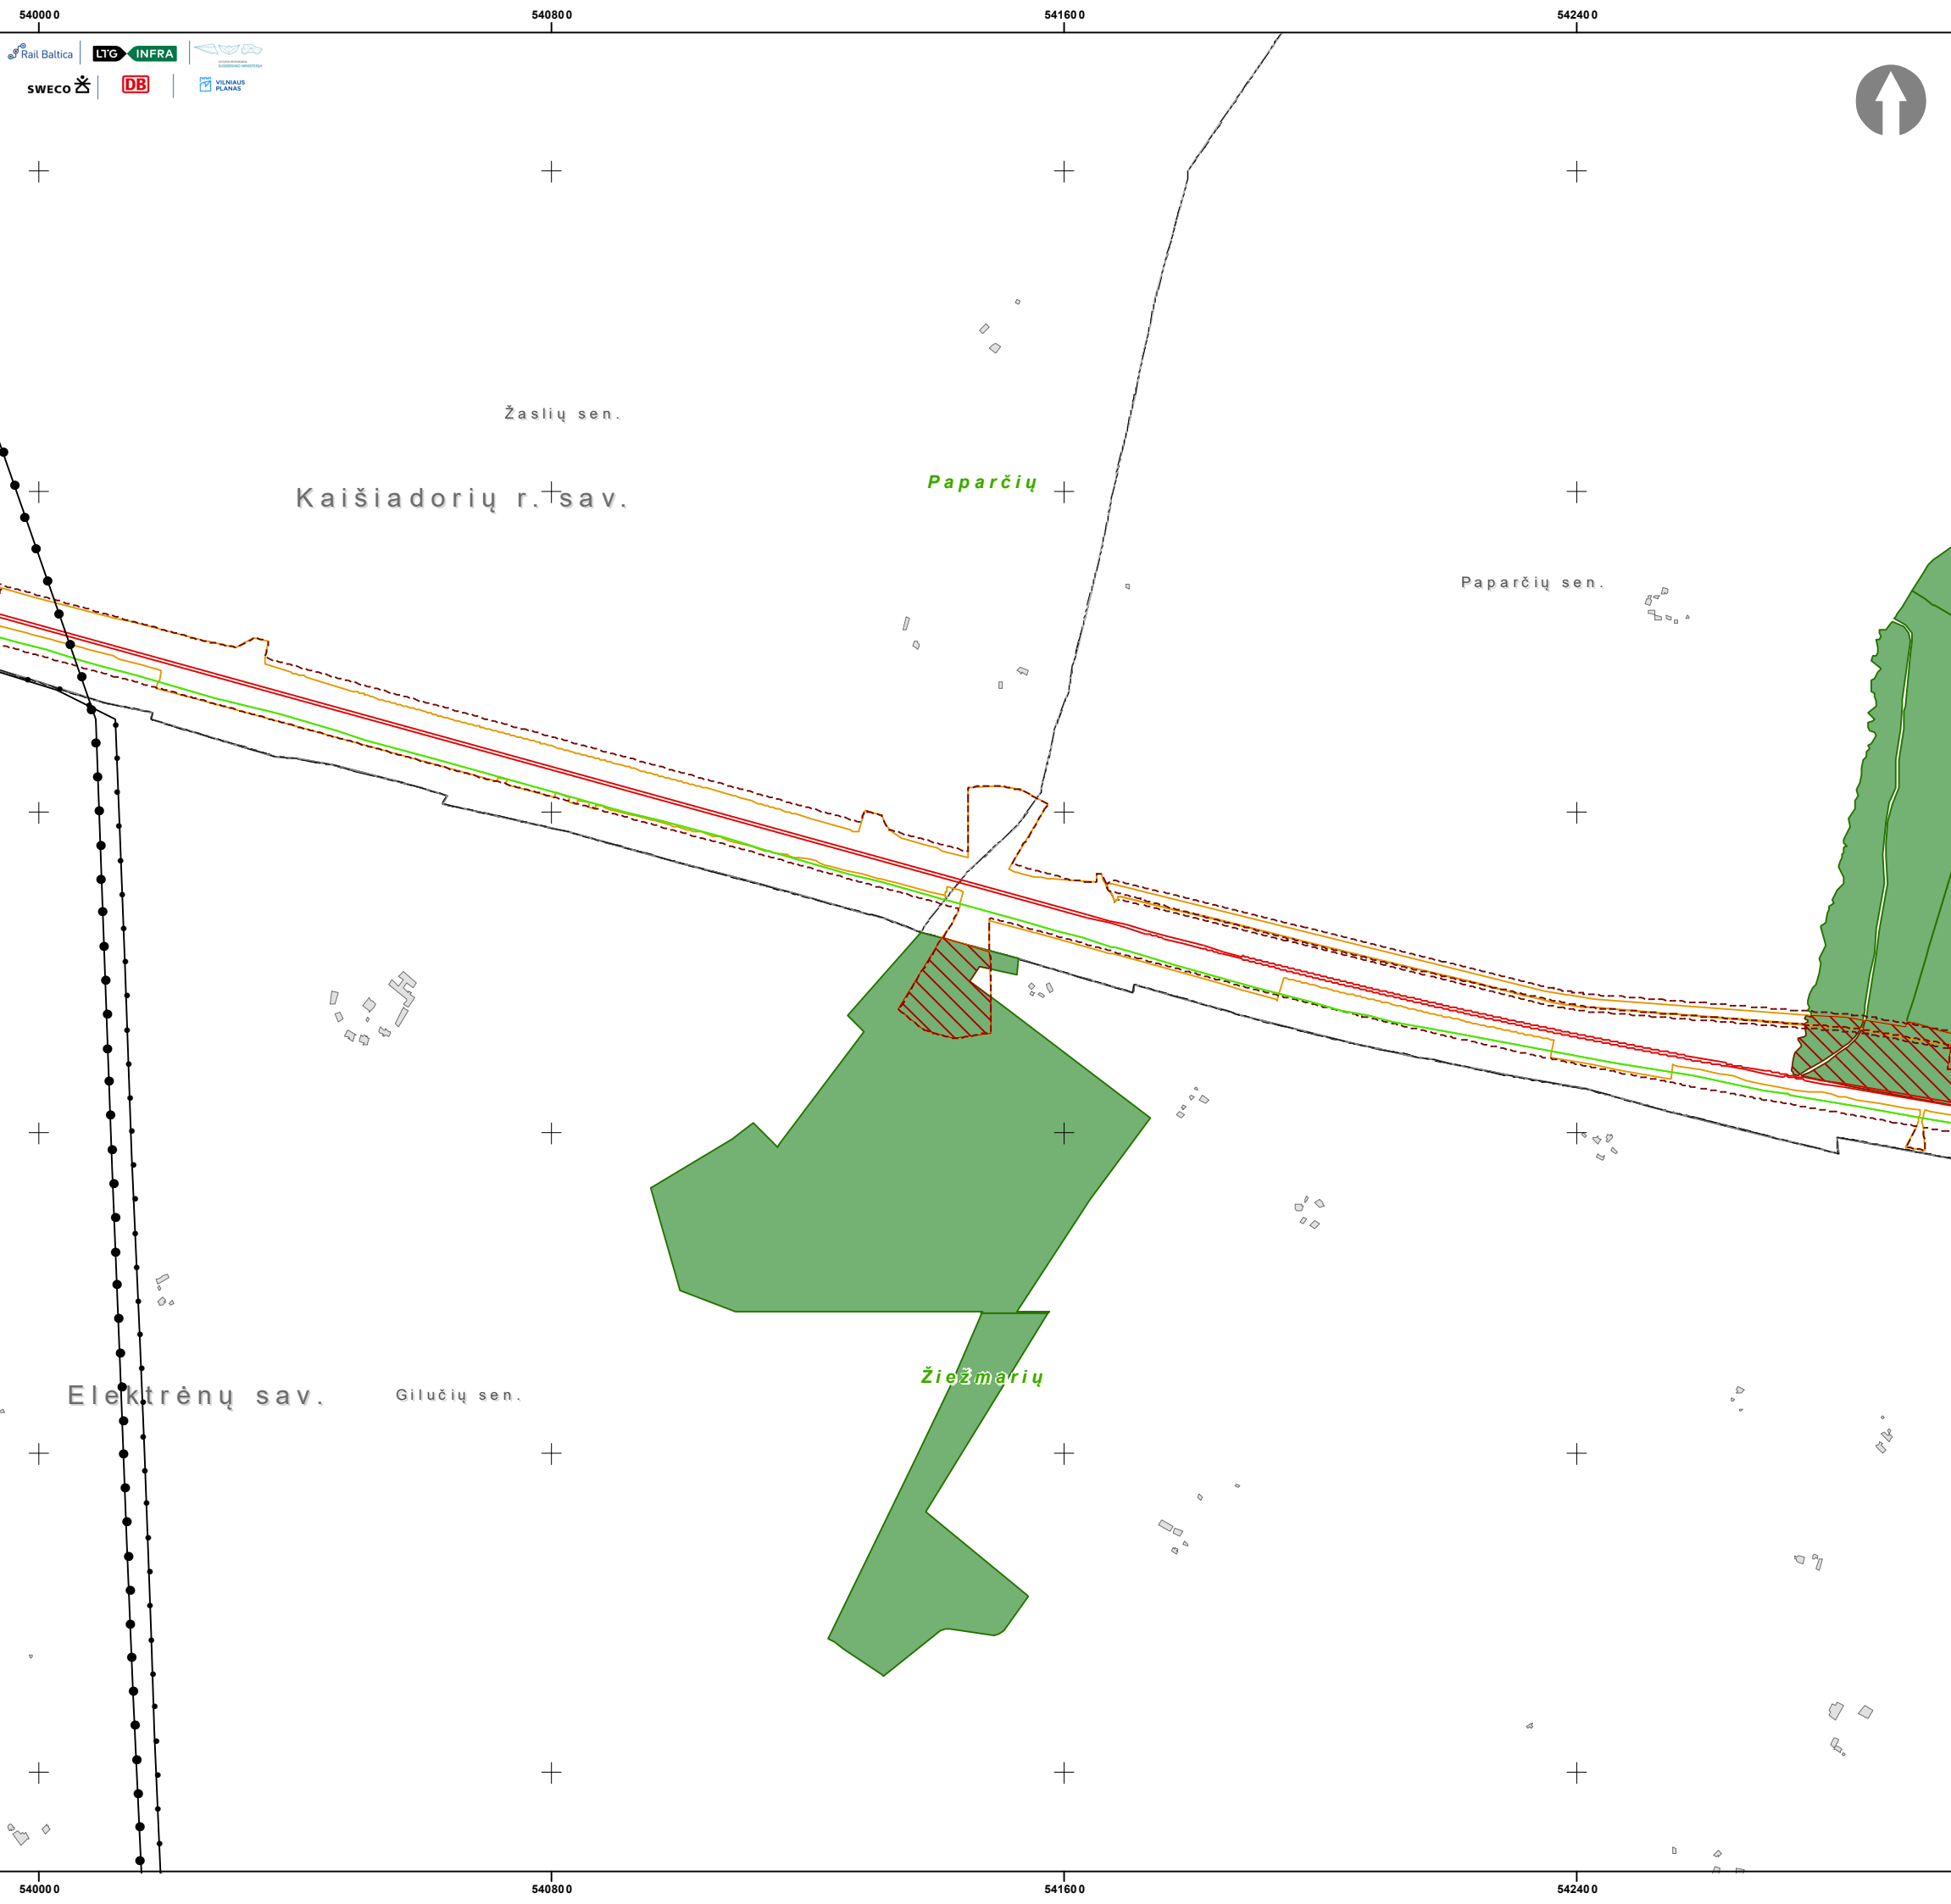 540000 540800 541600 542400
Rail Baltica LTG INFRA
SWECO DB VILNIAUS PLANAS
Žaslių sen.
Paparčių
Kaišiadorių r. sav.
Paparčių sen.
Žiežmarių
Elektrėnų sav. Gilučių sen.
540000 540800 541600 542400